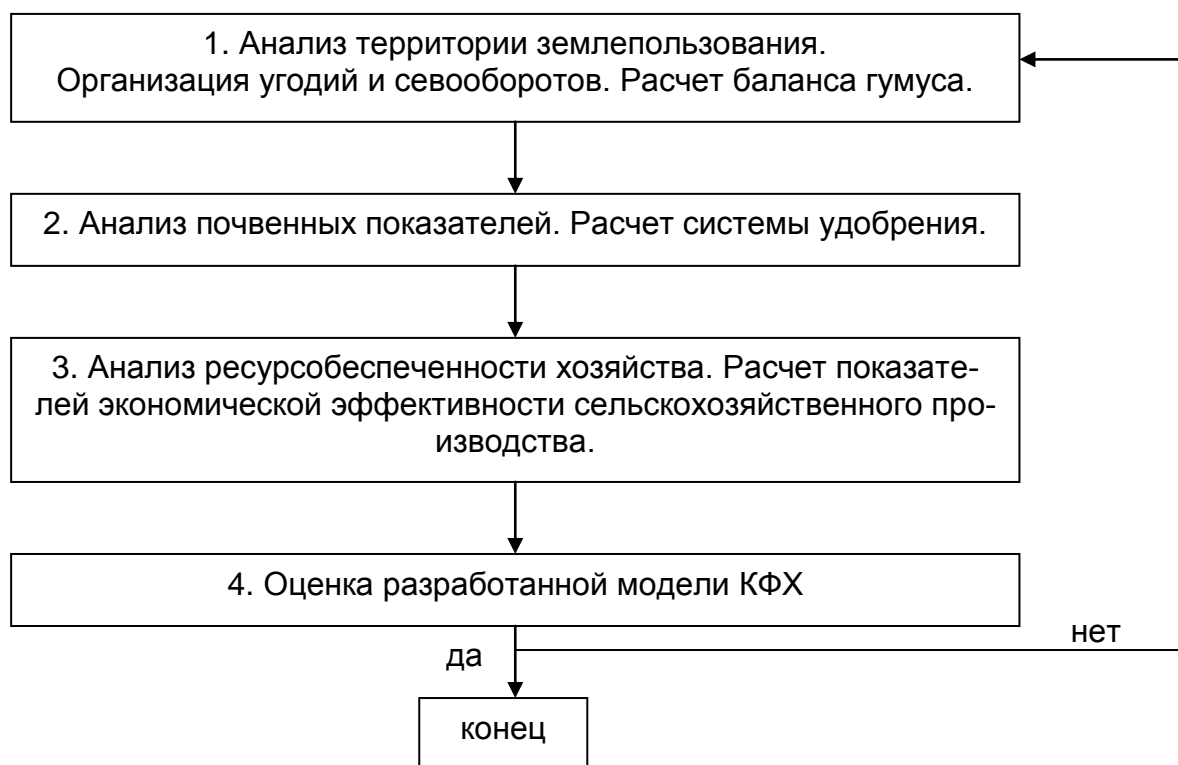 1. Анализ территории землепользования.
Организация угодий и севооборотов. Расчет баланса гумуса.
2. Анализ почвенных показателей. Расчет системы удобрения.
3. Анализ ресурсобеспеченности хозяйства. Расчет показате-
лей экономической эффективности сельскохозяйственного про-
изводства.
4. Оценка разработанной модели КФХ
нет
да
конец